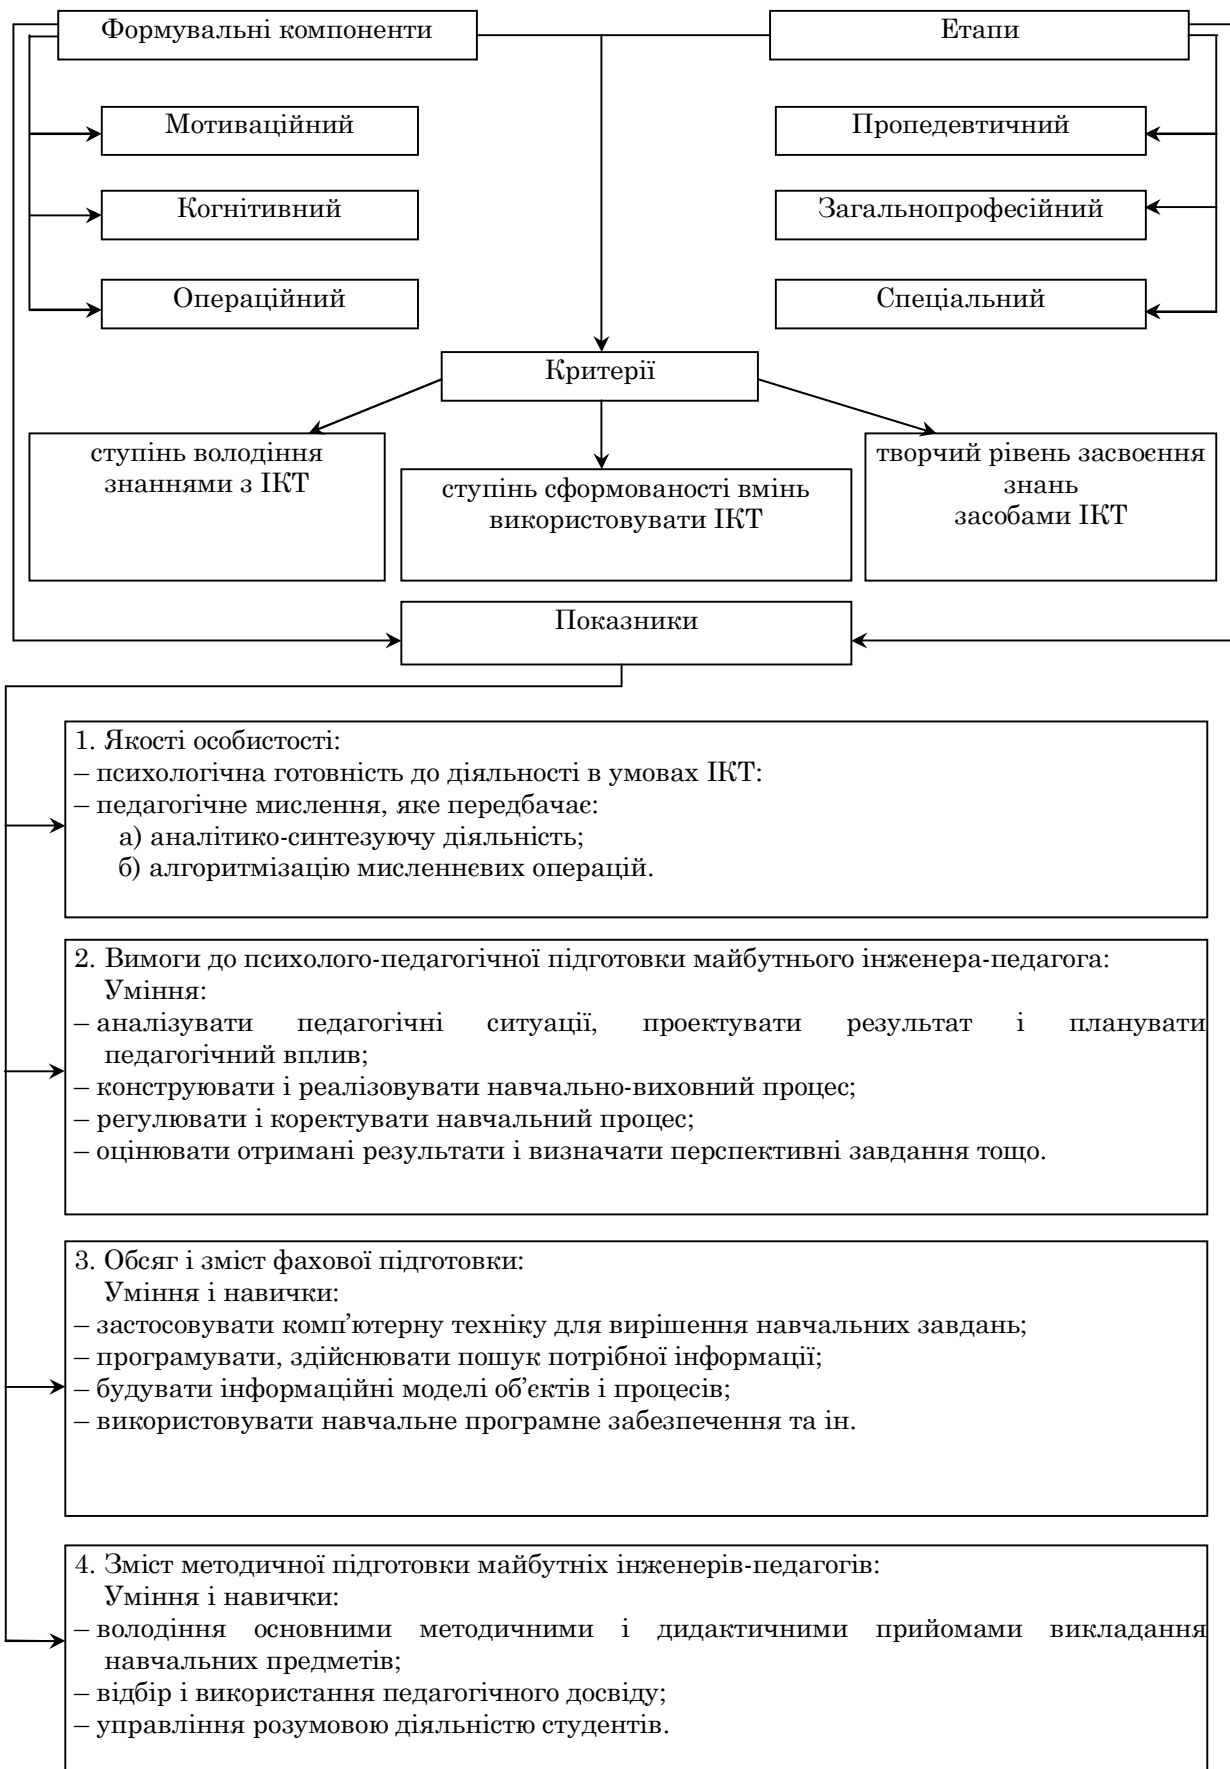 Формувальні компоненти
Етапи
Мотиваційний
Пропедевтичний
Когнітивний
Загальнопрофесійний
Операційний
Спеціальний
Критерії
ступінь володіння
знаннями з ІКТ
ступінь сформованості вмінь
використовувати ІКТ
творчий рівень засвоєння
знань
засобами ІКТ
Показники
1. Якості особистості:
– психологічна готовність до діяльності в умовах ІКТ:
– педагогічне мислення, яке передбачає:
а) аналітико-синтезуючу діяльність;
б) алгоритмізацію мисленнєвих операцій.
2. Вимоги до психолого-педагогічної підготовки майбутнього інженера-педагога:
Уміння:
– аналізувати педагогічні ситуації, проектувати результат і планувати
педагогічний вплив;
– конструювати і реалізовувати навчально-виховний процес;
– регулювати і коректувати навчальний процес;
– оцінювати отримані результати і визначати перспективні завдання тощо.
3. Обсяг і зміст фахової підготовки:
Уміння і навички:
– застосовувати комп’ютерну техніку для вирішення навчальних завдань;
– програмувати, здійснювати пошук потрібної інформації;
– будувати інформаційні моделі об’єктів і процесів;
– використовувати навчальне програмне забезпечення та ін.
4. Зміст методичної підготовки майбутніх інженерів-педагогів:
Уміння і навички:
– володіння основними методичними і дидактичними прийомами викладання
навчальних предметів;
– відбір і використання педагогічного досвіду;
– управління розумовою діяльністю студентів.